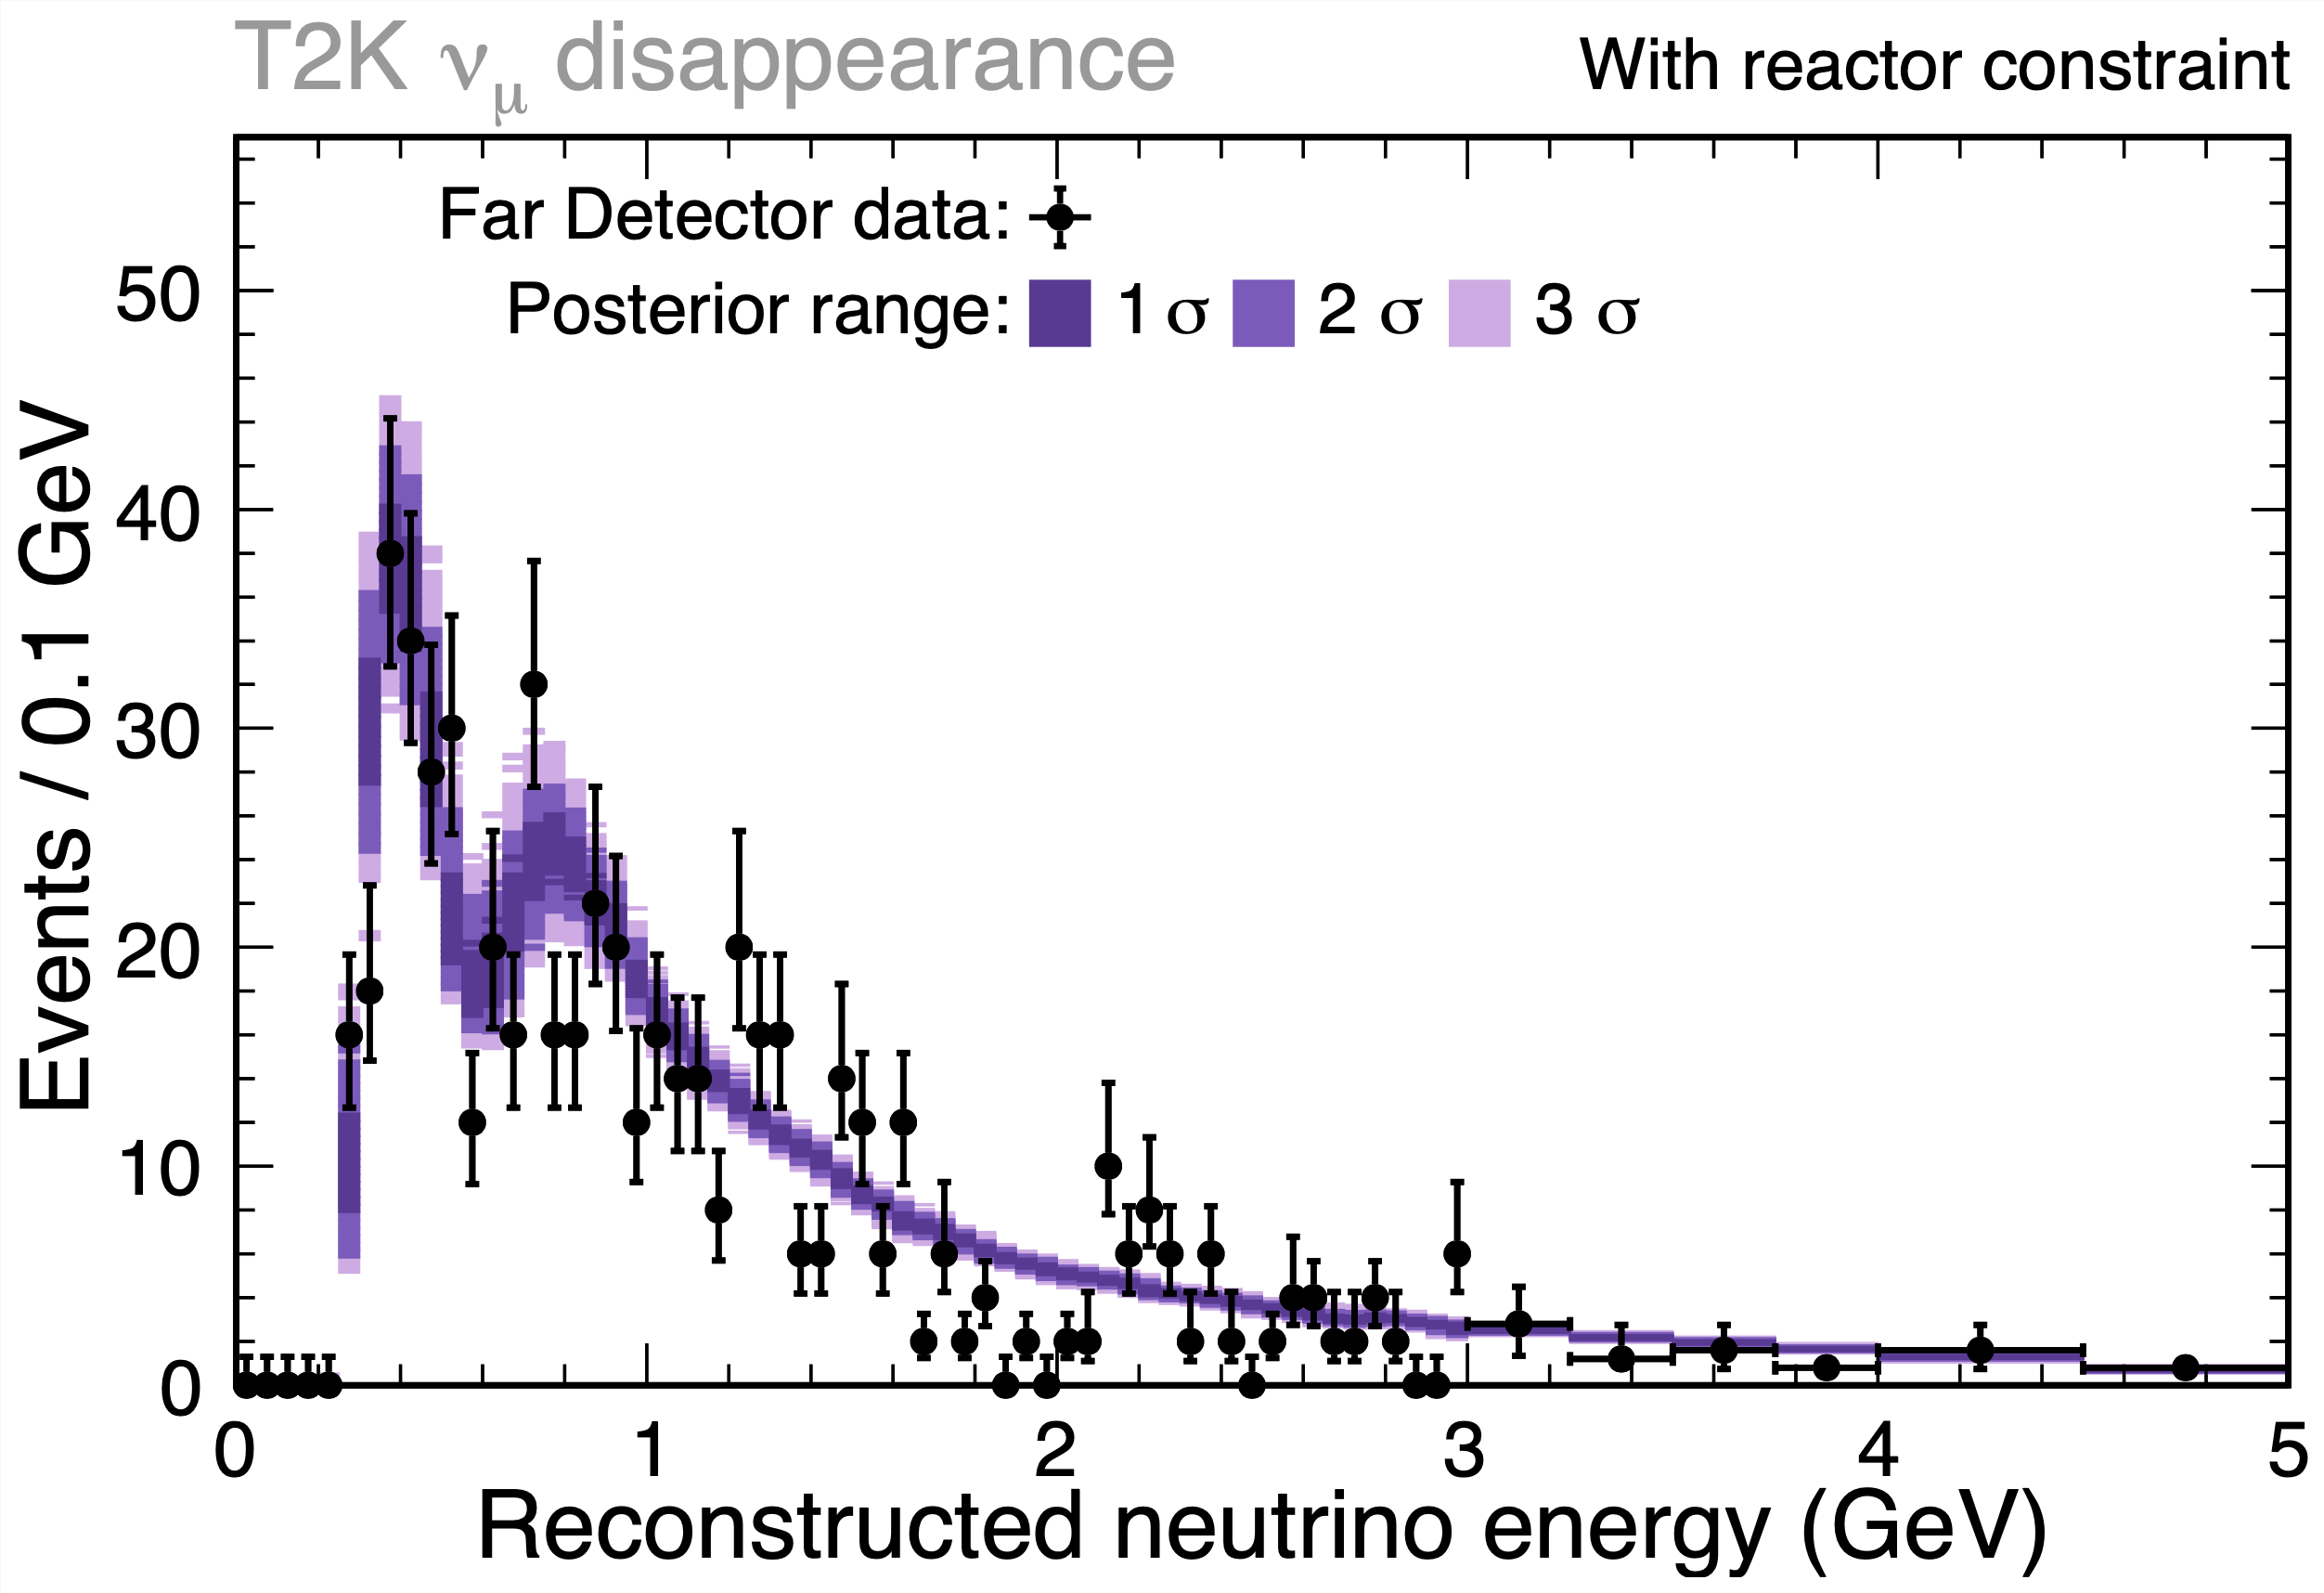 T2K νμ disappearance
With reactor constraint
Far Detector data:
Posterior range: 1 σ 2 σ 3 σ
Events / 0.1 GeV
50
40
30
20
10
0
0 1 2 3 4 5
Reconstructed neutrino energy (GeV)